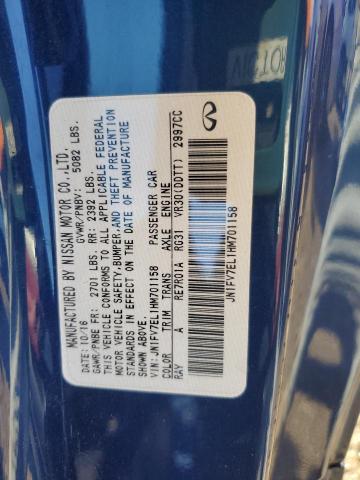 MANUFACTURED BY NISSAN MOTOR CO.,LTD.
DATE: 10/16 GVWR/PNBV: 5082 LBS.
GAWR/PNBE FR: 2701 LBS. RR: 2392 LBS.
THIS VEHICLE CONFORMS TO ALL APPLICABLE FEDERAL
MOTOR VEHICLE SAFETY,BUMPER,AND THEFT PREVENTION
STANDARDS IN EFFECT ON THE DATE OF MANUFACTURE
SHOWN ABOVE.
VIN: JN1FV7EL1HM701158 PASSENGER CAR
COLOR TRIM TRANS AXLE ENGINE
RAY A RE7R01A RG31 VR30(DDTT) 2997CC
JN1FV7EL1HM701158